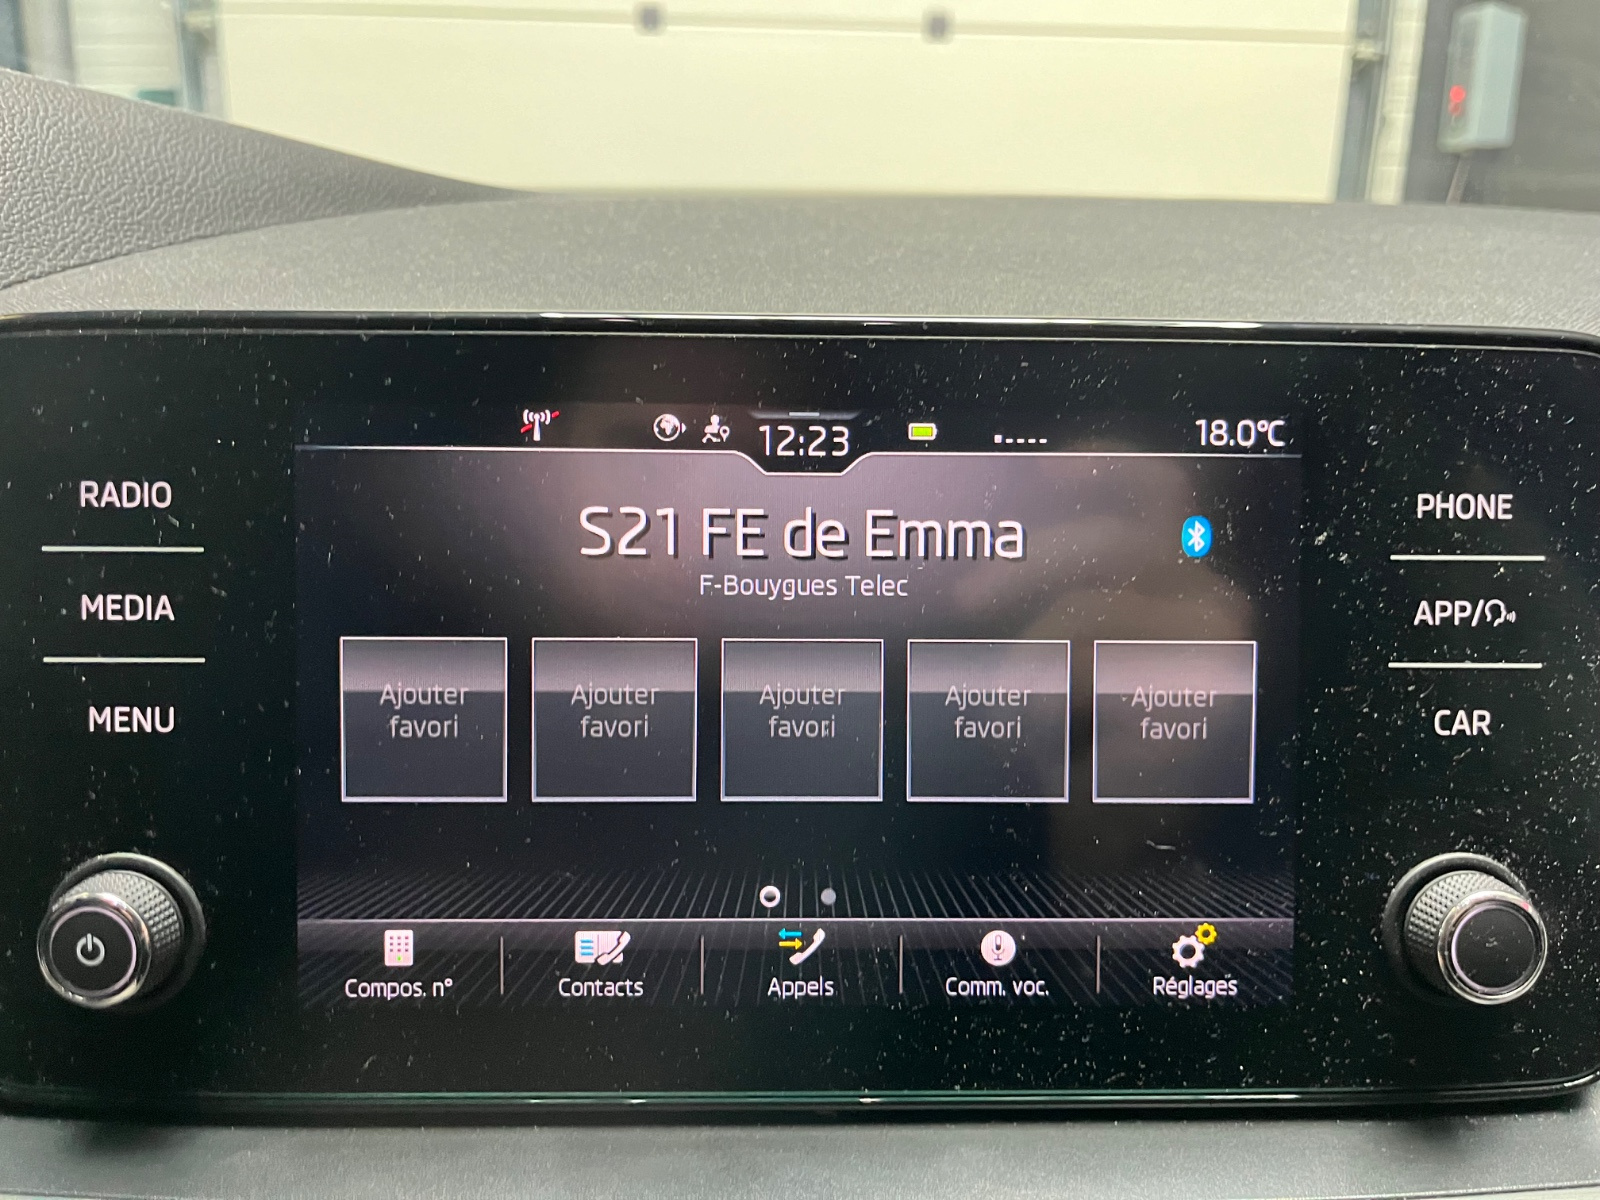 12:23
18.0°C
RADIO
MEDIA
MENU
S21 FE de Emma
F-Bouygues Telec
Ajouter
favori
Ajouter
favori
Ajouter
favori
Ajouter
favori
Ajouter
favori
Compos. n°
Contacts
Appels
Comm. voc.
Réglages
PHONE
APP/
CAR